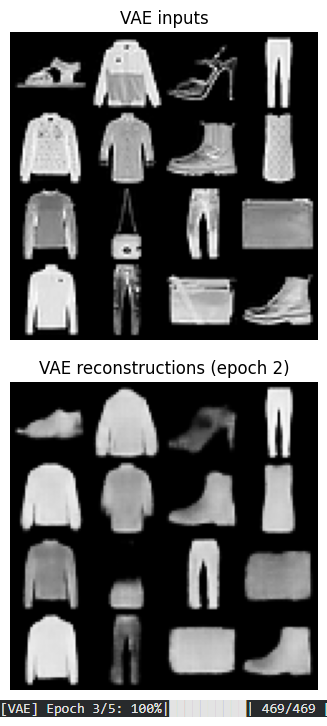 VAE inputs
VAE reconstructions (epoch 2)
[VAE] Epoch 3/5: 100%| | 469/469